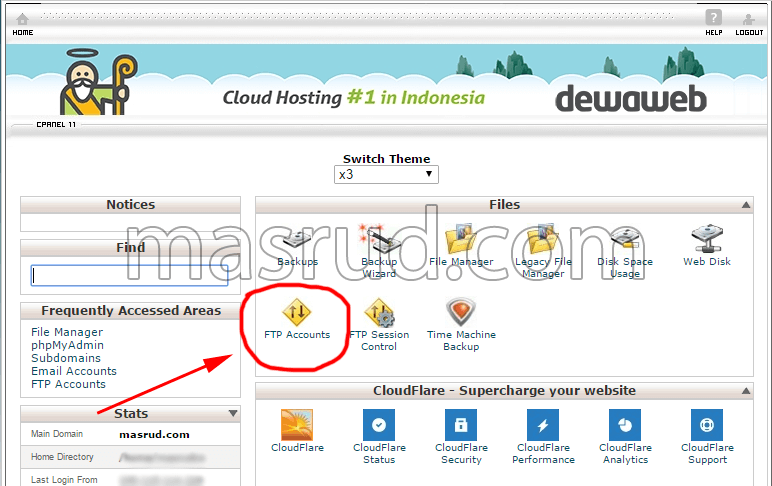 HOME
HELP
LOGOUT
Cloud Hosting #1 in Indonesia
dewaweb
CPANEL 11
Switch Theme
x3
Notices
Find
Frequently Accessed Areas
File Manager
phpMyAdmin
Subdomains
Email Accounts
FTP Accounts
Stats
Main Domain masrud.com
Home Directory
Last Login From
Files
Backups
Backup Wizard
File Manager
Legacy File Manager
Disk Space Usage
Web Disk
FTP Accounts
FTP Session Control
Time Machine Backup
CloudFlare - Supercharge your website
CloudFlare
CloudFlare Status
CloudFlare Security
CloudFlare Performance
CloudFlare Analytics
CloudFlare Support
masrud.com